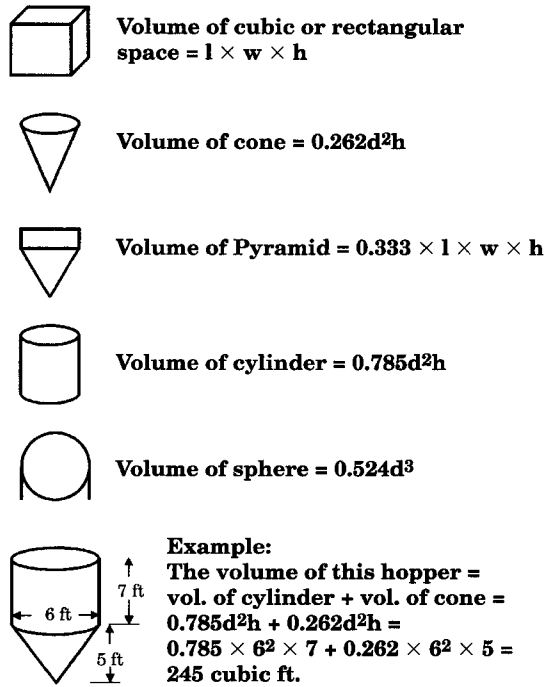 Volume of cubic or rectangular
space = l × w × h
Volume of cone = 0.262d²h
Volume of Pyramid = 0.333 × l × w × h
Volume of cylinder = 0.785d²h
Volume of sphere = 0.524d³
7 ft
6 ft
5 ft
Example:
The volume of this hopper =
vol. of cylinder + vol. of cone =
0.785d²h + 0.262d²h =
0.785 × 6² × 7 + 0.262 × 6² × 5 =
245 cubic ft.